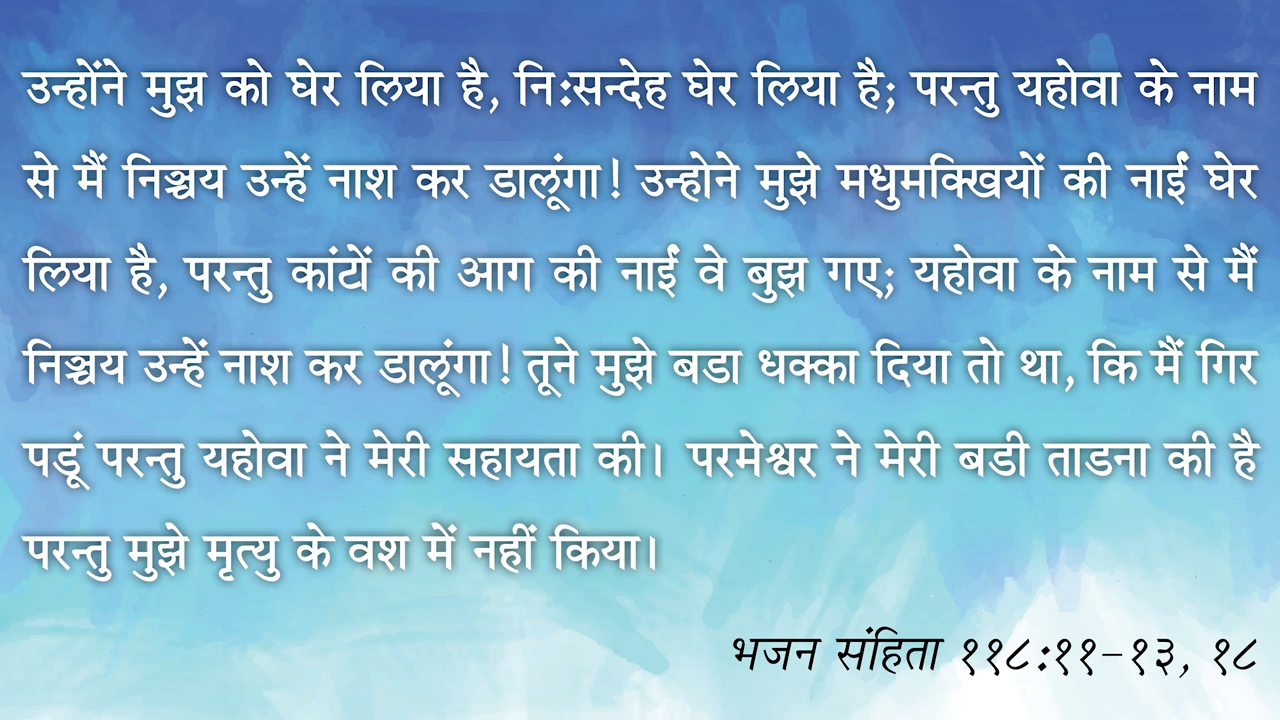 उन्होंने मुझ को घेर लिया है, नि:सन्देह घेर लिया है; परन्तु यहोवा के नाम
से मैं निश्चय उन्हें नाश कर डालूंगा! उन्होने मुझे मधुमक्खियों की नाईं घेर
लिया है, परन्तु कांटों की आग की नाईं वे बुझ गए; यहोवा के नाम से मैं
निश्चय उन्हें नाश कर डालूंगा! तूने मुझे बडा धक्का दिया तो था, कि मैं गिर
पडूं परन्तु यहोवा ने मेरी सहायता की। परमेश्वर ने मेरी बडी ताडना की है
परन्तु मुझे मृत्यु के वश में नहीं किया।
भजन संहिता ११८:११-१३, १८